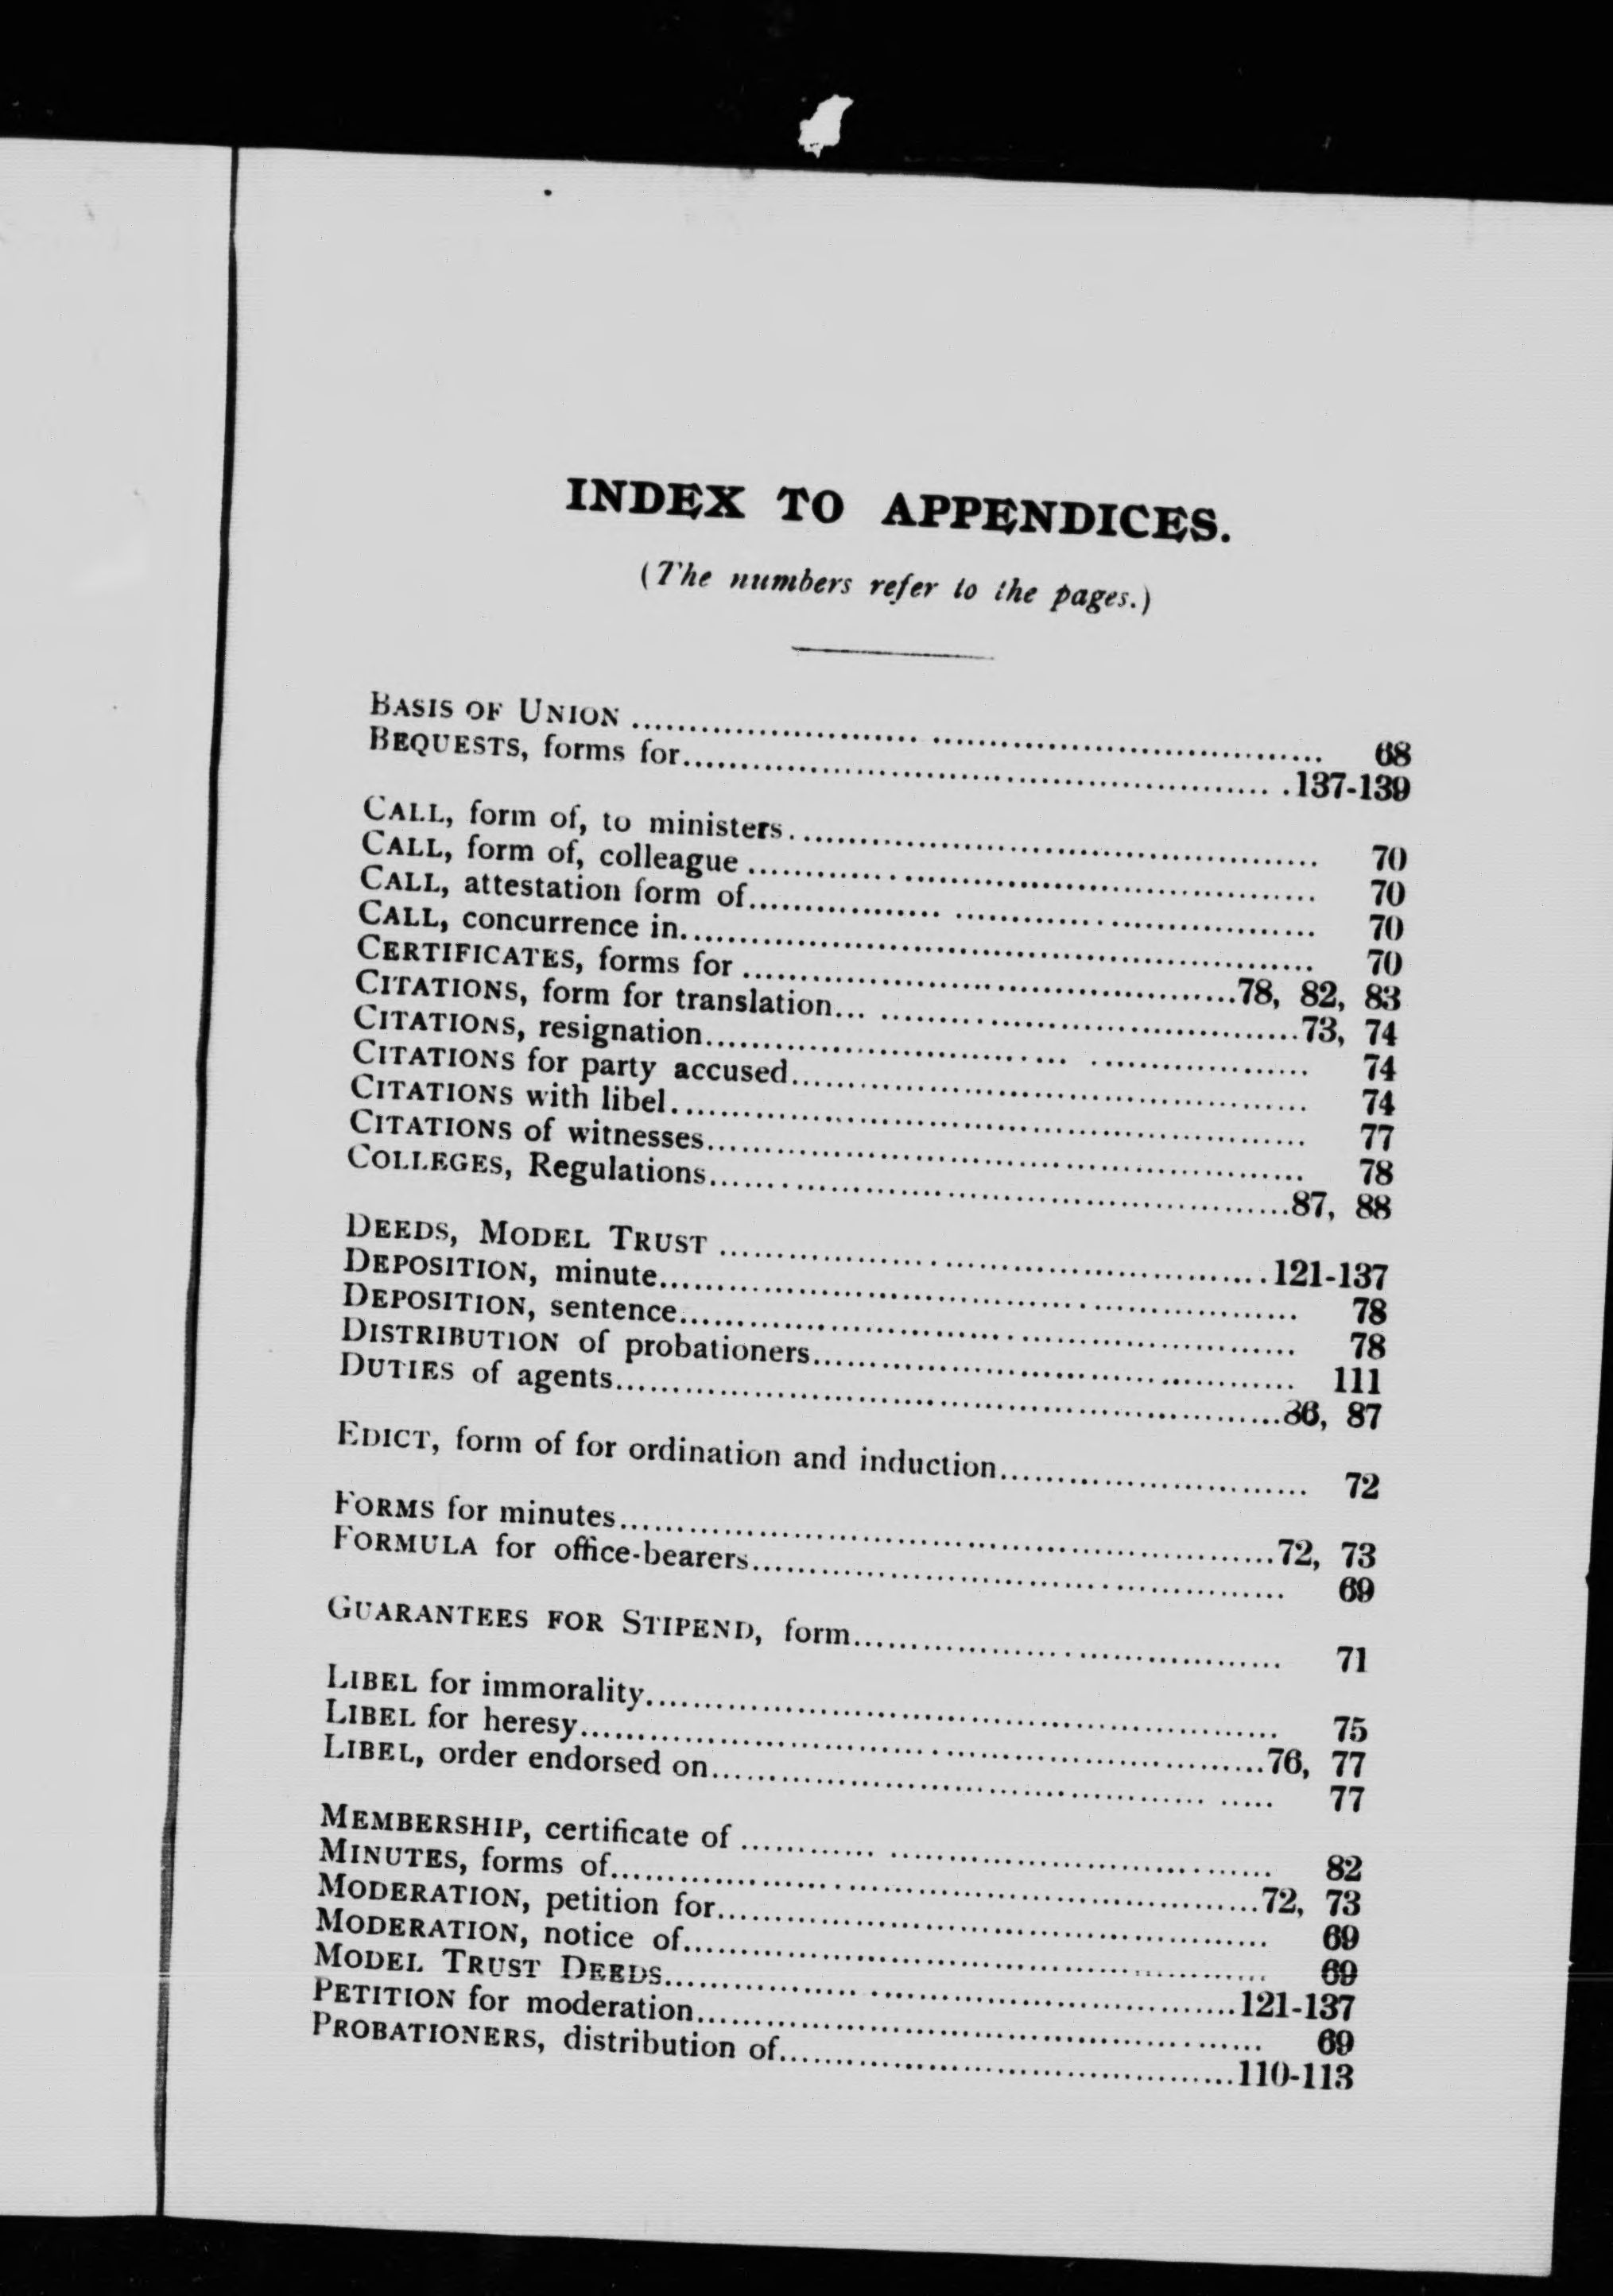 INDEX TO APPENDICES.
(The numbers refer to the pages.)
BASIS OF UNION ........................ 68
BEQUESTS, forms for........................137-139
CALL, form of, to ministers........................ 70
CALL, form of, colleague ........................ 70
CALL, attestation form of........................ 70
CALL, concurrence in........................ 70
CERTIFICATES, forms for ........................78, 82, 83
CITATIONS, form for translation........................73, 74
CITATIONS, resignation........................ 74
CITATIONS for party accused........................ 74
CITATIONS with libel........................ 77
CITATIONS of witnesses........................ 78
COLLEGES, Regulations........................87, 88
DEEDS, MODEL TRUST ........................121-137
DEPOSITION, minute........................ 78
DEPOSITION, sentence........................ 78
DISTRIBUTION of probationers........................ 111
DUTIES of agents........................86, 87
EDICT, form of for ordination and induction........................ 72
FORMS for minutes........................72, 73
FORMULA for office-bearers........................ 69
GUARANTEES FOR STIPEND, form........................ 71
LIBEL for immorality........................ 75
LIBEL for heresy........................76, 77
LIBEL, order endorsed on........................ 77
MEMBERSHIP, certificate of ........................ 82
MINUTES, forms of........................72, 73
MODERATION, petition for........................ 69
MODERATION, notice of........................ 69
MODEL TRUST DEEDS........................121-137
PETITION for moderation........................ 69
PROBATIONERS, distribution of........................110-113